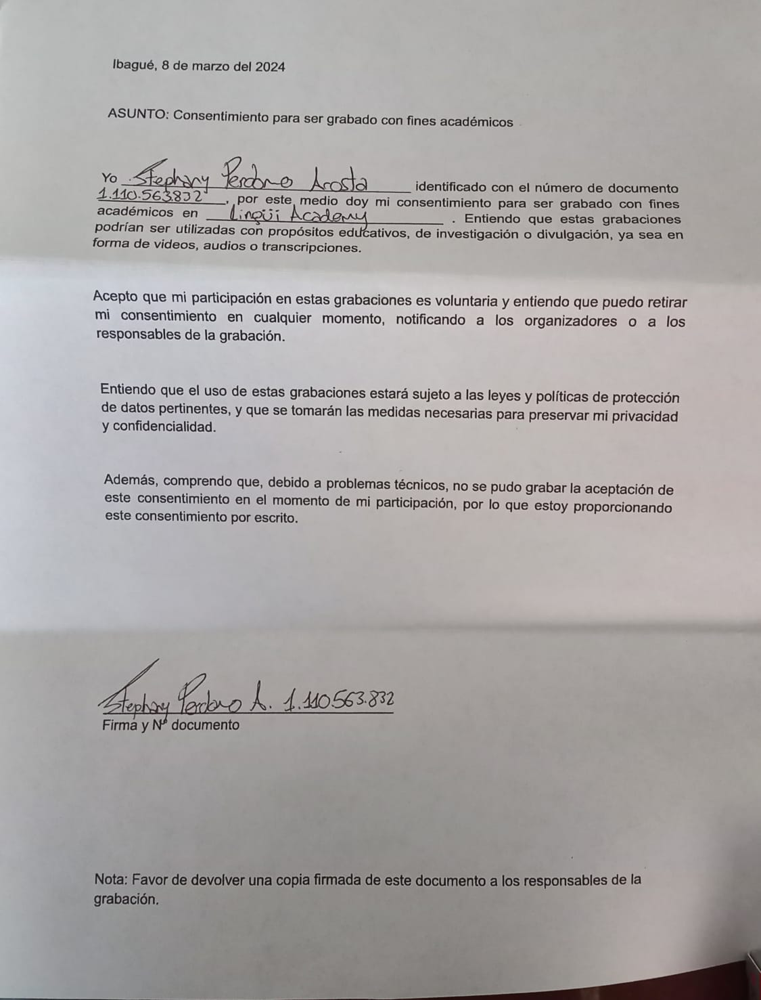 Ibagué, 8 de marzo del 2024
ASUNTO: Consentimiento para ser grabado con fines académicos
Yo Stephany Perdomo Acosta identificado con el número de documento
1.110.563.832, por este medio doy mi consentimiento para ser grabado con fines
académicos en Lingüi Academy. Entiendo que estas grabaciones
podrían ser utilizadas con propósitos educativos, de investigación o divulgación, ya sea en
forma de videos, audios o transcripciones.
Acepto que mi participación en estas grabaciones es voluntaria y entiendo que puedo retirar
mi consentimiento en cualquier momento, notificando a los organizadores o a los
responsables de la grabación.
Entiendo que el uso de estas grabaciones estará sujeto a las leyes y políticas de protección
de datos pertinentes, y que se tomarán las medidas necesarias para preservar mi privacidad
y confidencialidad.
Además, comprendo que, debido a problemas técnicos, no se pudo grabar la aceptación de
este consentimiento en el momento de mi participación, por lo que estoy proporcionando
este consentimiento por escrito.
Stephany Perdomo A. 1.110.563.832
Firma y Nº documento
Nota: Favor de devolver una copia firmada de este documento a los responsables de la
grabación.